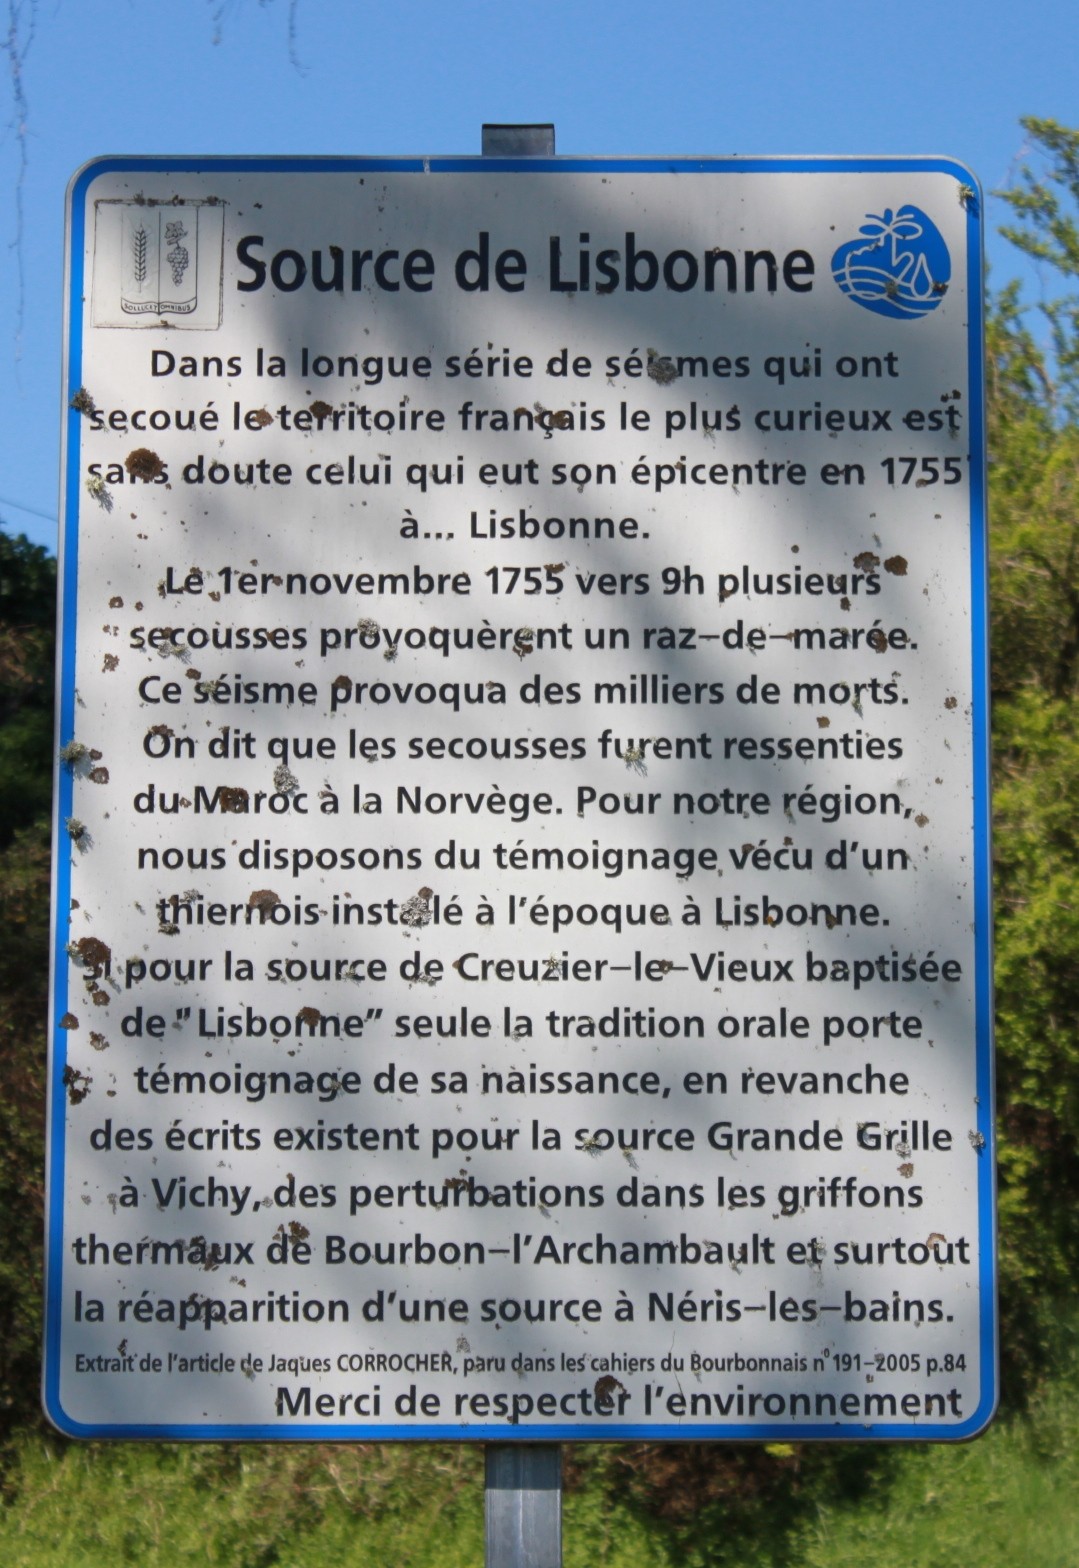 SOLLUCET OMNIBUS
Source de Lisbonne
Dans la longue série de séismes qui ont
secoué le territoire français le plus curieux est
sans doute celui qui eut son épicentre en 1755
à... Lisbonne.
Le 1er novembre 1755 vers 9h plusieurs
secousses provoquèrent un raz-de-marée.
Ce séisme provoqua des milliers de morts.
On dit que les secousses furent ressenties
du Maroc à la Norvège. Pour notre région,
nous disposons du témoignage vécu d'un
thiernois installé à l'époque à Lisbonne.
Si pour la source de Creuzier-le-Vieux baptisée
de "Lisbonne" seule la tradition orale porte
témoignage de sa naissance, en revanche
des écrits existent pour la source Grande Grille
à Vichy, des perturbations dans les griffons
thermaux de Bourbon-l'Archambault et surtout
la réapparition d'une source à Néris-les-bains.
Extrait de l'article de Jaques CORROCHER, paru dans les cahiers du Bourbonnais n°191-2005 p.84
Merci de respecter l'environnement